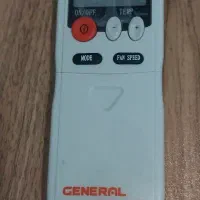 ON/OFF TEMP
MODE FAN SPEED
GENERAL